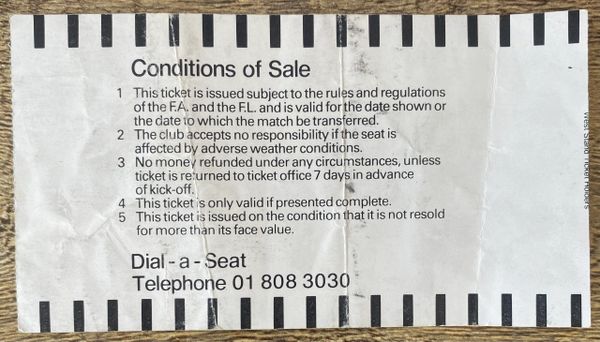 Conditions of Sale
1 This ticket is issued subject to the rules and regulations
of the F.A. and the F.L. and is valid for the date shown or
the date to which the match be transferred.
2 The club accepts no responsibility if the seat is
affected by adverse weather conditions.
3 No money refunded under any circumstances, unless
ticket is returned to ticket office 7 days in advance
of kick-off.
4 This ticket is only valid if presented complete.
5 This ticket is issued on the condition that it is not resold
for more than its face value.
Dial-a-Seat
Telephone 01 808 3030
West Stand Ticket Holders